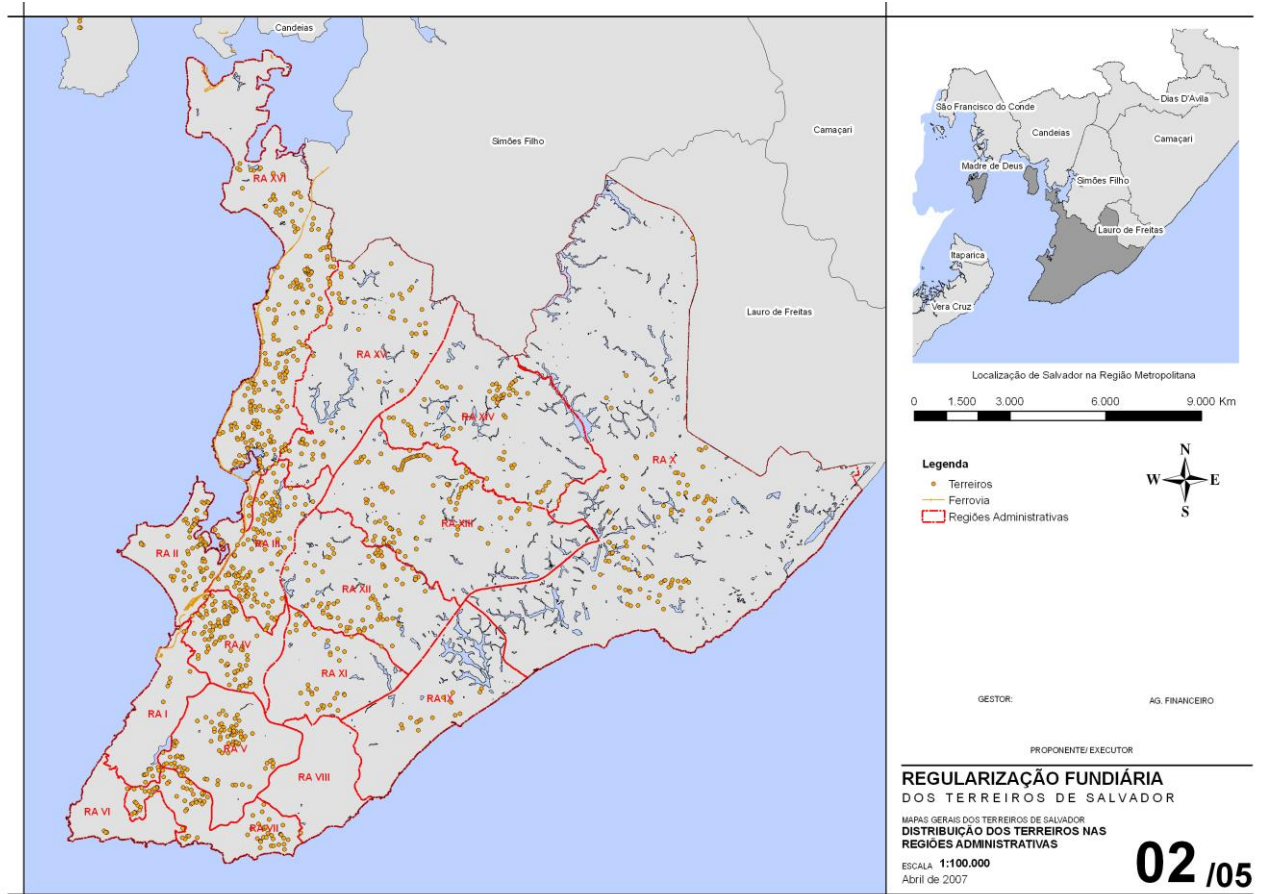 Candeias
Simões Filho
Camaçari
Lauro de Freitas
RA XVI
RA XV
RA XIV
RA X
RA XIII
RA II
RA III
RA XII
RA IV
RA XI
RA IX
RA I
RA V
RA VIII
RA VI
RA VII
São Francisco do Conde
Dias D'Ávila
Candeias
Camaçari
Madre de Deus
Simões Filho
Lauro de Freitas
Itaparica
Vera Cruz
Localização de Salvador na Região Metropolitana
0 1.500 3.000 6.000 9.000 Km
Legenda
Terreiros
Ferrovia
Regiões Administrativas
N
W E
S
GESTOR: AG. FINANCEIRO
PROPONENTE/ EXECUTOR
REGULARIZAÇÃO FUNDIÁRIA
DOS TERREIROS DE SALVADOR
MAPAS GERAIS DOS TERREIROS DE SALVADOR
DISTRIBUIÇÃO DOS TERREIROS NAS
REGIÕES ADMINISTRATIVAS
ESCALA 1:100.000
Abril de 2007
02 /05